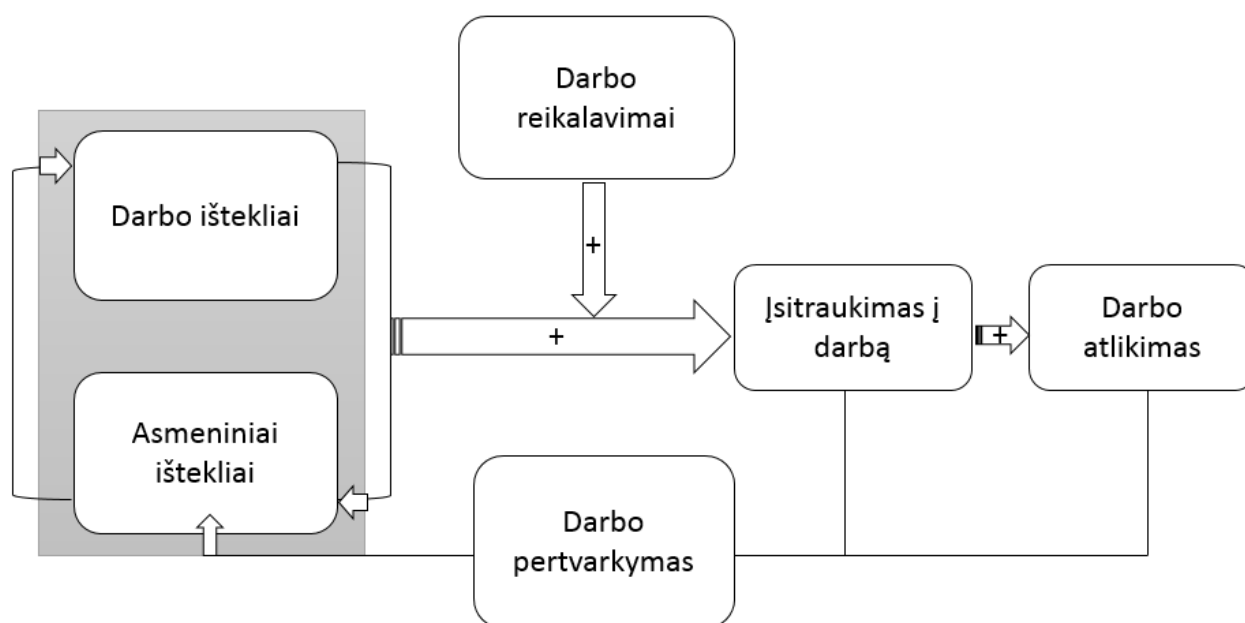 Darbo
reikalavimai
Darbo ištekliai
+
+
Įsitraukimas į
darbą
+
Darbo
atlikimas
Asmeniniai
ištekliai
Darbo
pertvarkymas